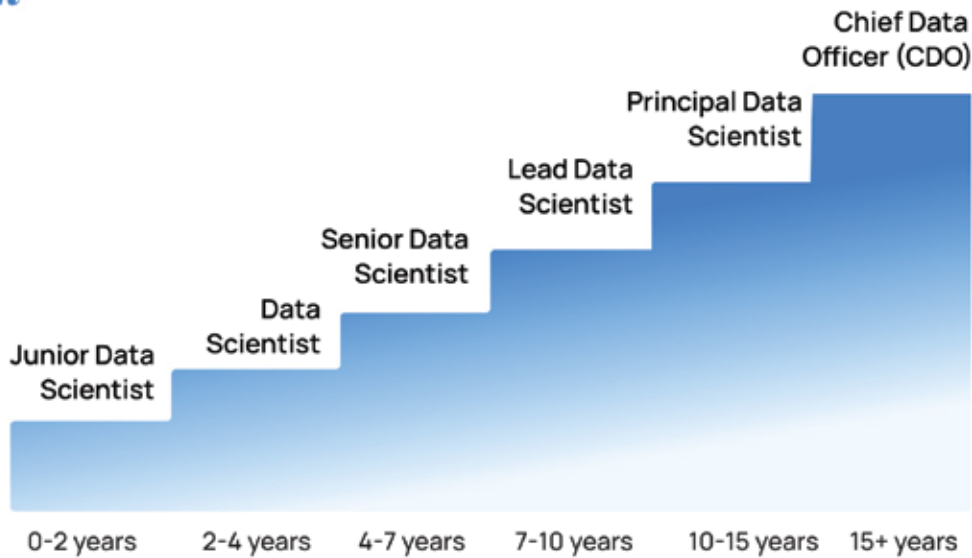 Chief Data
Officer (CDO)
Principal Data
Scientist
Lead Data
Scientist
Senior Data
Scientist
Data
Scientist
Junior Data
Scientist
0-2 years
2-4 years
4-7 years
7-10 years
10-15 years
15+ years